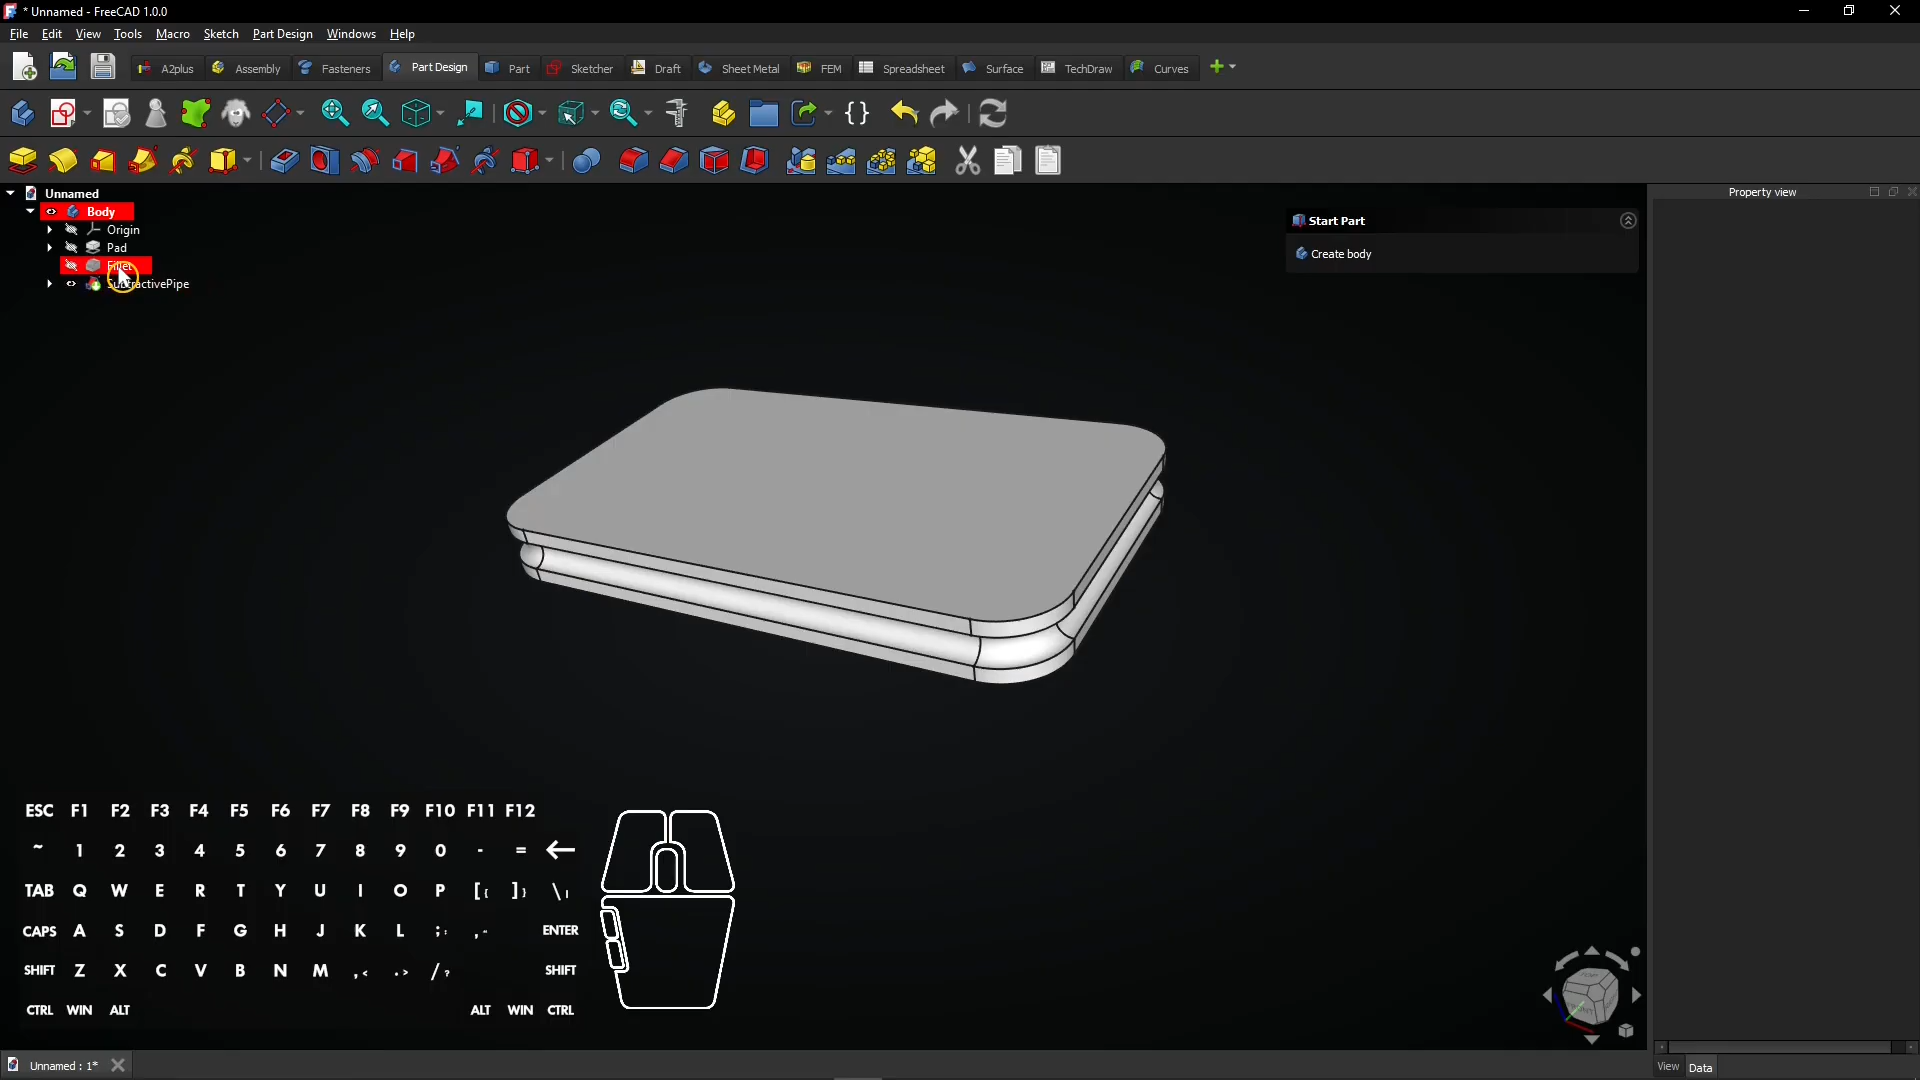 * Unnamed - FreeCAD 1.0.0
File Edit View Tools Macro Sketch Part Design Windows Help
A2plus Assembly Fasteners Part Design Part Sketcher Draft Sheet Metal FEM Spreadsheet Surface TechDraw Curves
Unnamed
Body
Origin
Pad
Fillet
SubtractivePipe
Property view
Start Part
Create body
ESC F1 F2 F3 F4 F5 F6 F7 F8 F9 F10 F11 F12
~ 1 2 3 4 5 6 7 8 9 0 - = ←
TAB Q W E R T Y U I O P [{ ]} \|
CAPS A S D F G H J K L ;: ,“ ENTER
SHIFT Z X C V B N M ,< .> /? SHIFT
CTRL WIN ALT ALT WIN CTRL
Unnamed : 1*
View Data